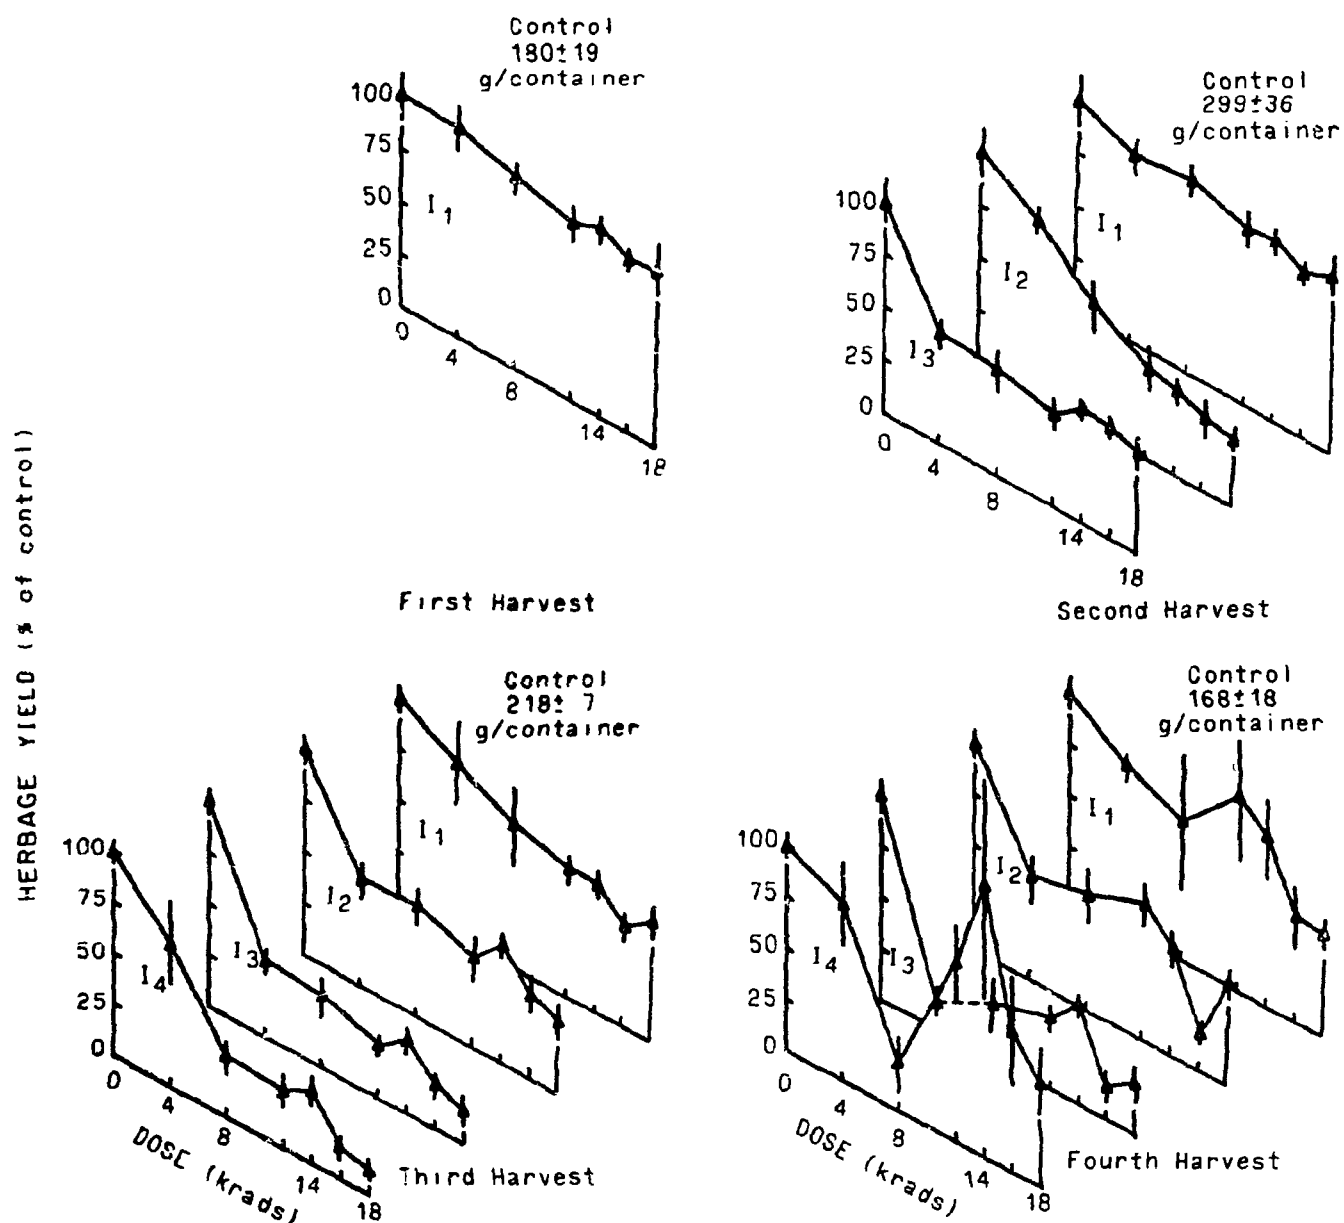 HERBAGE YIELD (% of control)
Control
180±19
g/container
100
75
50
25
0
I1
0
4
8
14
18
First Harvest
Control
299±36
g/container
100
75
50
25
0
I1
I2
I3
0
4
8
14
18
Second Harvest
Control
218± 7
g/container
100
75
50
25
0
I1
I2
I3
I4
0
4
8
14
18
DOSE (krads)
Third Harvest
Control
168±18
g/container
100
75
50
25
0
I1
I2
I3
I4
0
4
8
14
18
DOSE (krads)
Fourth Harvest